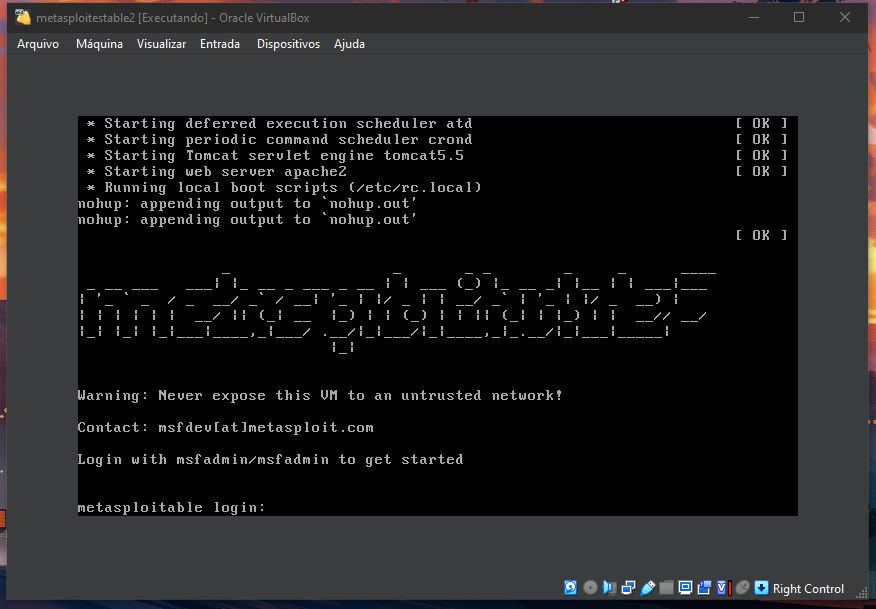 metasploitestable2 [Executando] - Oracle VirtualBox
Arquivo Máquina Visualizar Entrada Dispositivos Ajuda
* Starting deferred execution scheduler atd [ OK ]
* Starting periodic command scheduler crond [ OK ]
* Starting Tomcat servlet engine tomcat5.5 [ OK ]
* Starting web server apache2 [ OK ]
* Running local boot scripts (/etc/rc.local)
nohup: appending output to `nohup.out'
nohup: appending output to `nohup.out'
[ OK ]
metasploitable2
Warning: Never expose this VM to an untrusted network!
Contact: msfdev[at]metasploit.com
Login with msfadmin/msfadmin to get started
metasploitable login:
Right Control